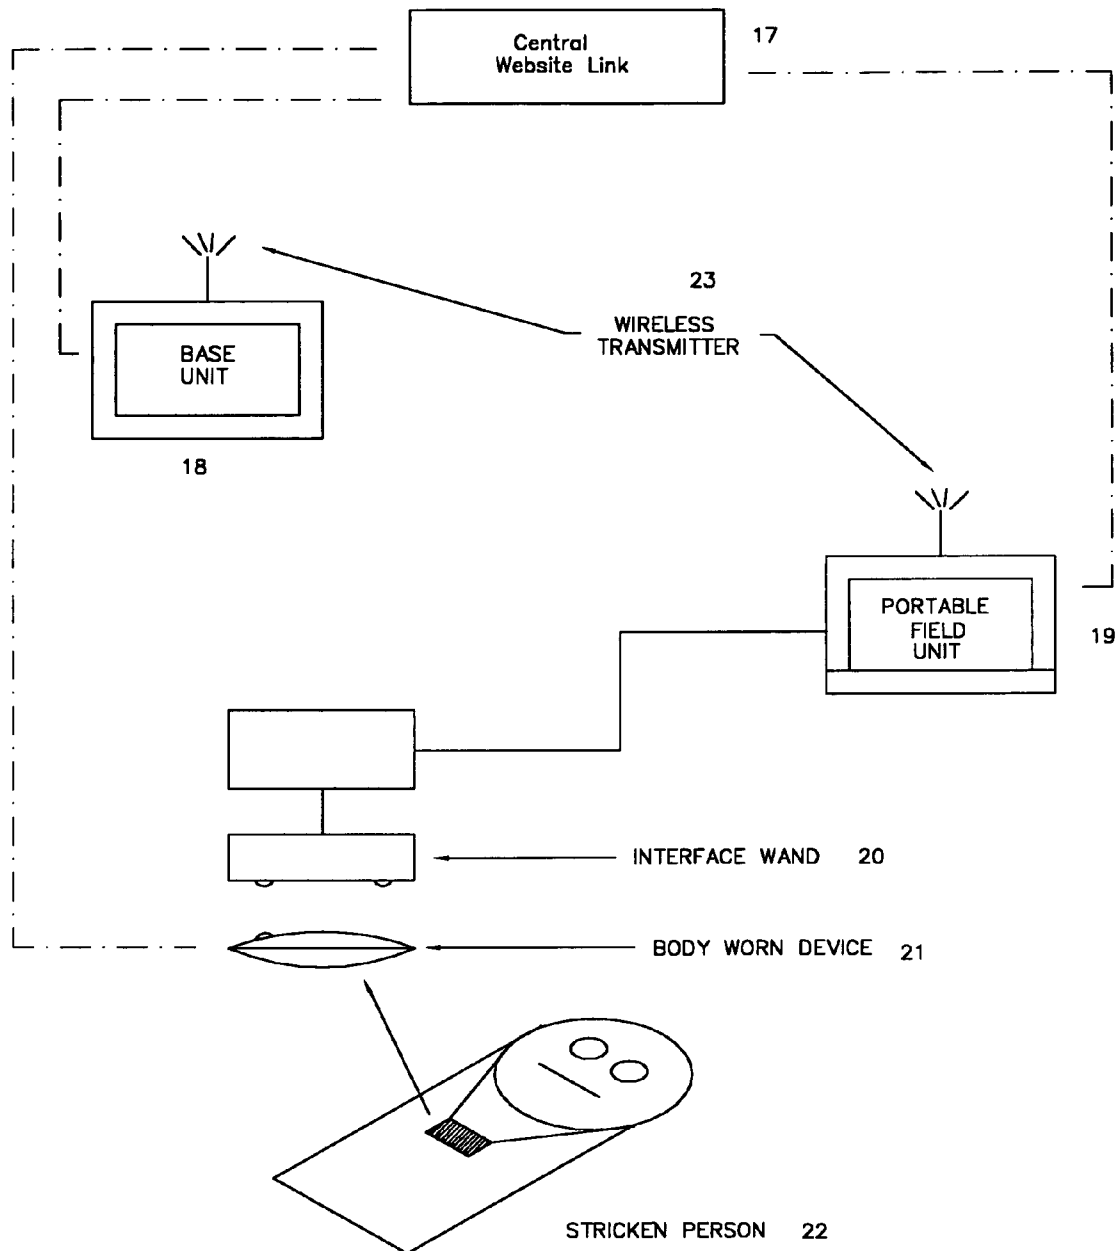 Central
Website Link
17
23
WIRELESS
TRANSMITTER
BASE
UNIT
18
PORTABLE
FIELD
UNIT
19
INTERFACE WAND 20
BODY WORN DEVICE 21
STRICKEN PERSON 22